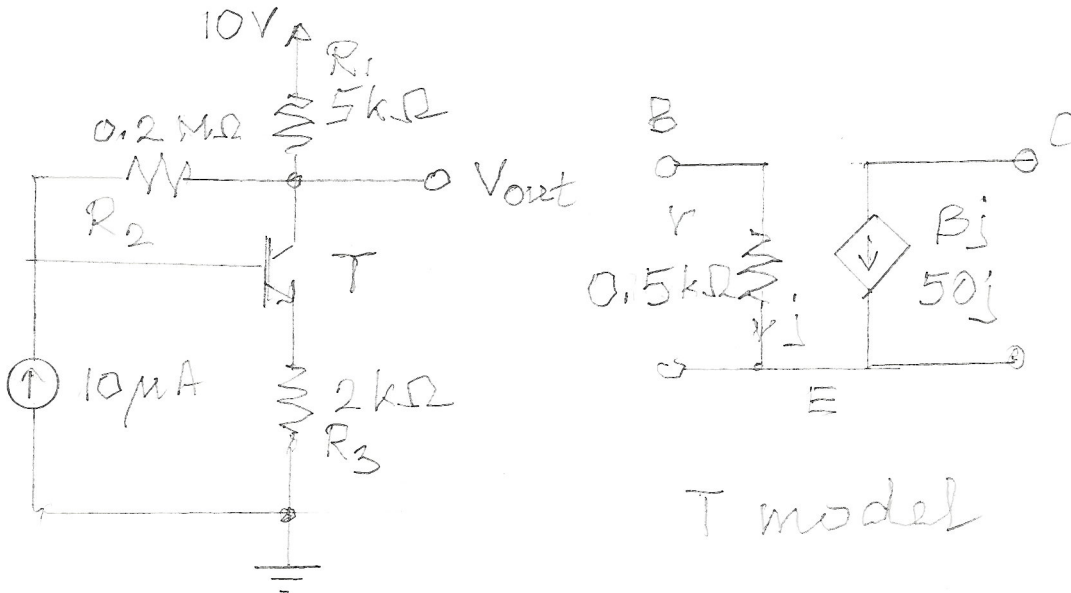 10V
R₁
5kΩ
0.2 MΩ
R₂
Vout
T
10μA
2kΩ
R₃
B
C
r
0.5kΩ
j
βj
50j
E
T model